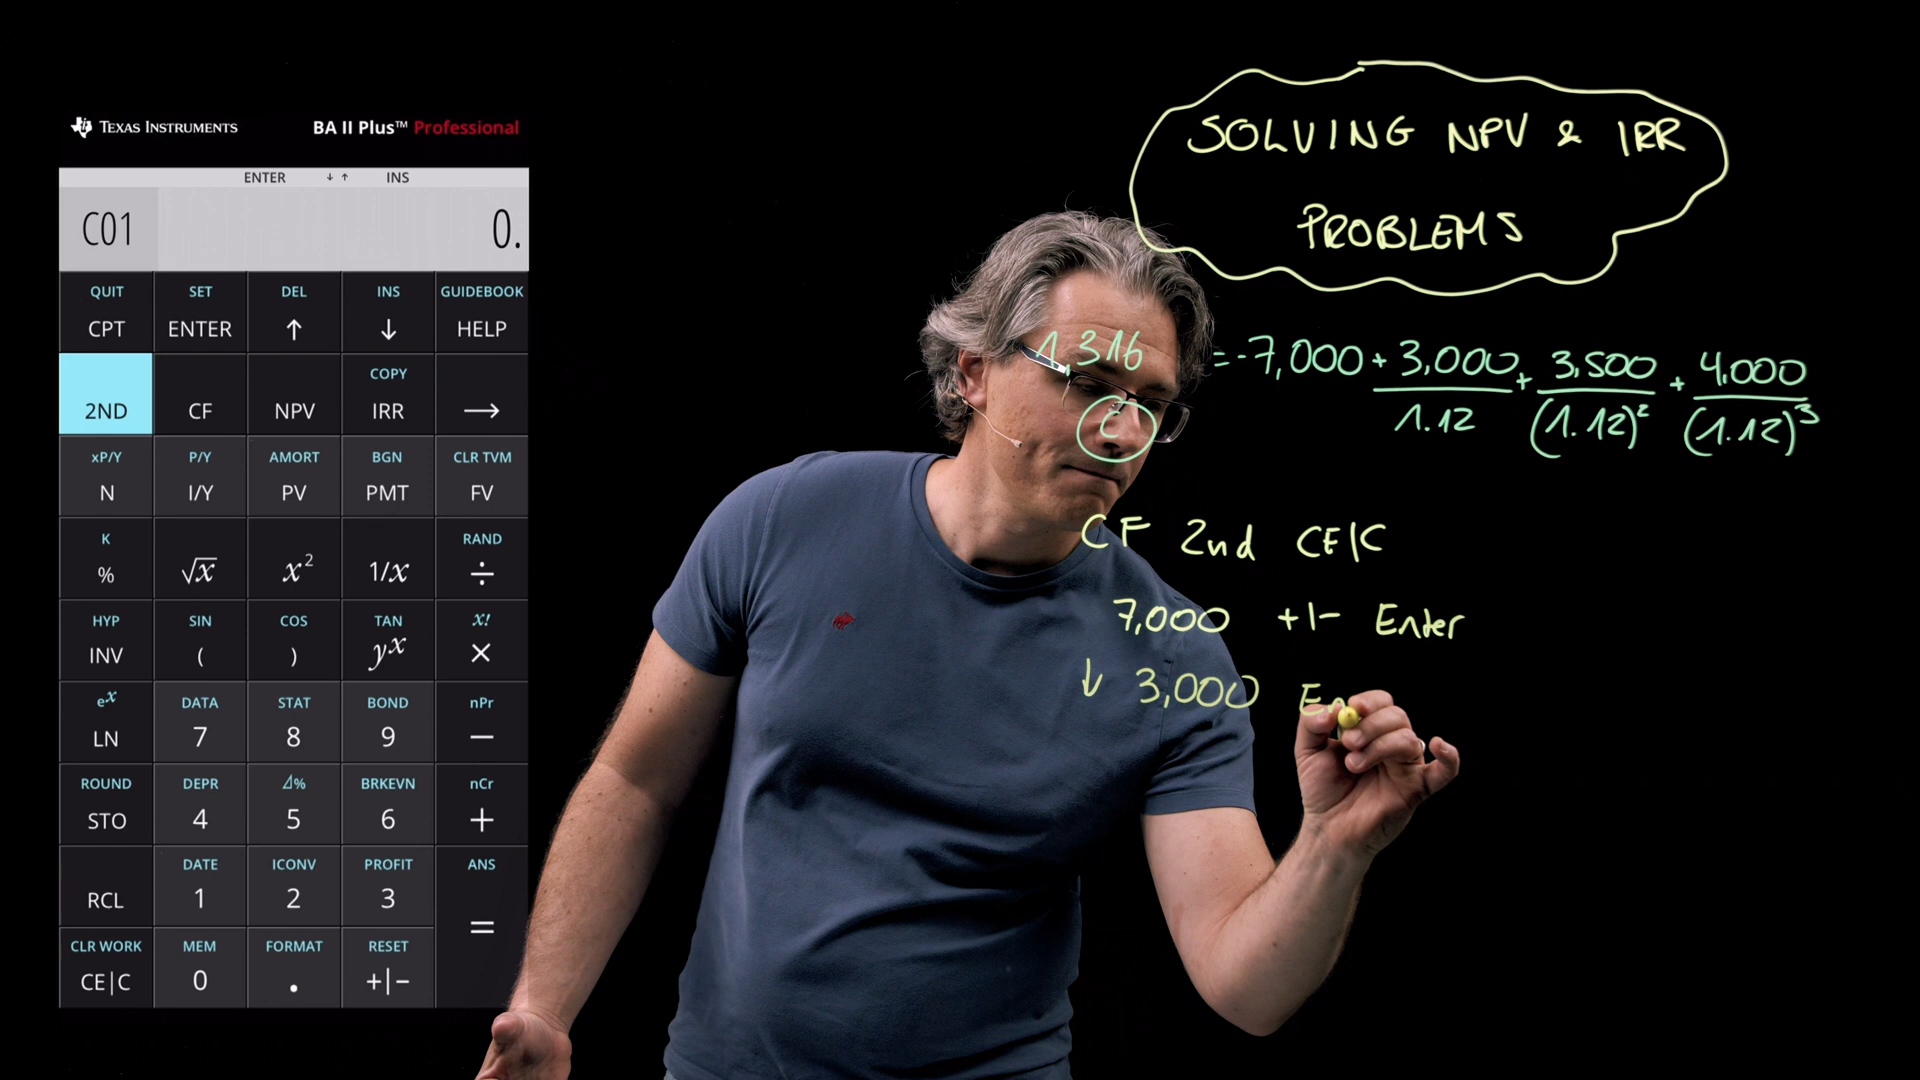 TEXAS INSTRUMENTS BA II Plus™ Professional
ENTER ↓ ↑ INS
C01 0.
QUIT SET DEL INS GUIDEBOOK
CPT ENTER ↑ ↓ HELP
COPY
2ND CF NPV IRR →
xP/Y P/Y AMORT BGN CLR TVM
N I/Y PV PMT FV
K RAND
% √x x² 1/x ÷
HYP SIN COS TAN x!
INV ( ) yˣ ×
eˣ DATA STAT BOND nPr
LN 7 8 9 −
ROUND DEPR ⊿% BRKEVN nCr
STO 4 5 6 +
DATE ICONV PROFIT ANS
RCL 1 2 3 =
CLR WORK MEM FORMAT RESET
CE|C 0 . +|−
SOLVING NPV & IRR
PROBLEMS
1,316 = -7,000 + 3,000/1.12 + 3,500/(1.12)² + 4,000/(1.12)³
C
CF 2nd CE|C
7,000 +|− Enter
↓ 3,000 En